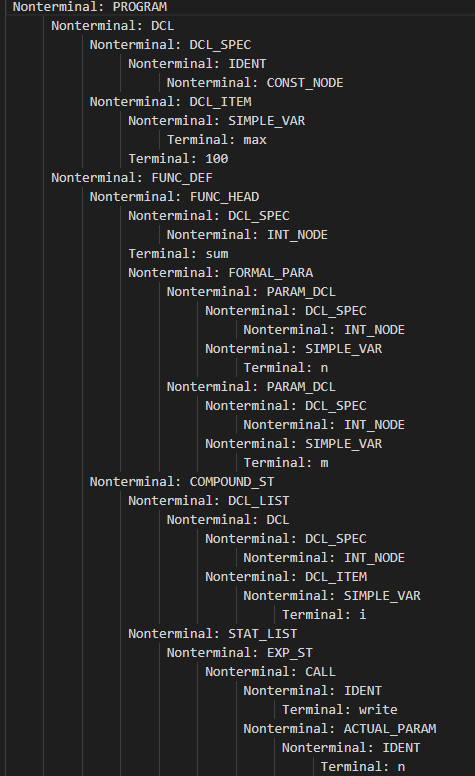 Nonterminal: PROGRAM
Nonterminal: DCL
Nonterminal: DCL_SPEC
Nonterminal: IDENT
Nonterminal: CONST_NODE
Nonterminal: DCL_ITEM
Nonterminal: SIMPLE_VAR
Terminal: max
Terminal: 100
Nonterminal: FUNC_DEF
Nonterminal: FUNC_HEAD
Nonterminal: DCL_SPEC
Nonterminal: INT_NODE
Terminal: sum
Nonterminal: FORMAL_PARA
Nonterminal: PARAM_DCL
Nonterminal: DCL_SPEC
Nonterminal: INT_NODE
Nonterminal: SIMPLE_VAR
Terminal: n
Nonterminal: PARAM_DCL
Nonterminal: DCL_SPEC
Nonterminal: INT_NODE
Nonterminal: SIMPLE_VAR
Terminal: m
Nonterminal: COMPOUND_ST
Nonterminal: DCL_LIST
Nonterminal: DCL
Nonterminal: DCL_SPEC
Nonterminal: INT_NODE
Nonterminal: DCL_ITEM
Nonterminal: SIMPLE_VAR
Terminal: i
Nonterminal: STAT_LIST
Nonterminal: EXP_ST
Nonterminal: CALL
Nonterminal: IDENT
Terminal: write
Nonterminal: ACTUAL_PARAM
Nonterminal: IDENT
Terminal: n